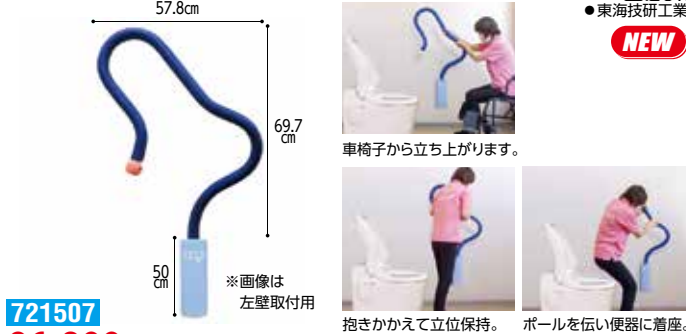 57.8㎝
●東海技研工業
NEW
69.7
㎝
車椅子から立ち上がります。
50
㎝
※画像は
左壁取付用
721507
抱きかかえて立位保持。
ポールを伝い便器に着座。